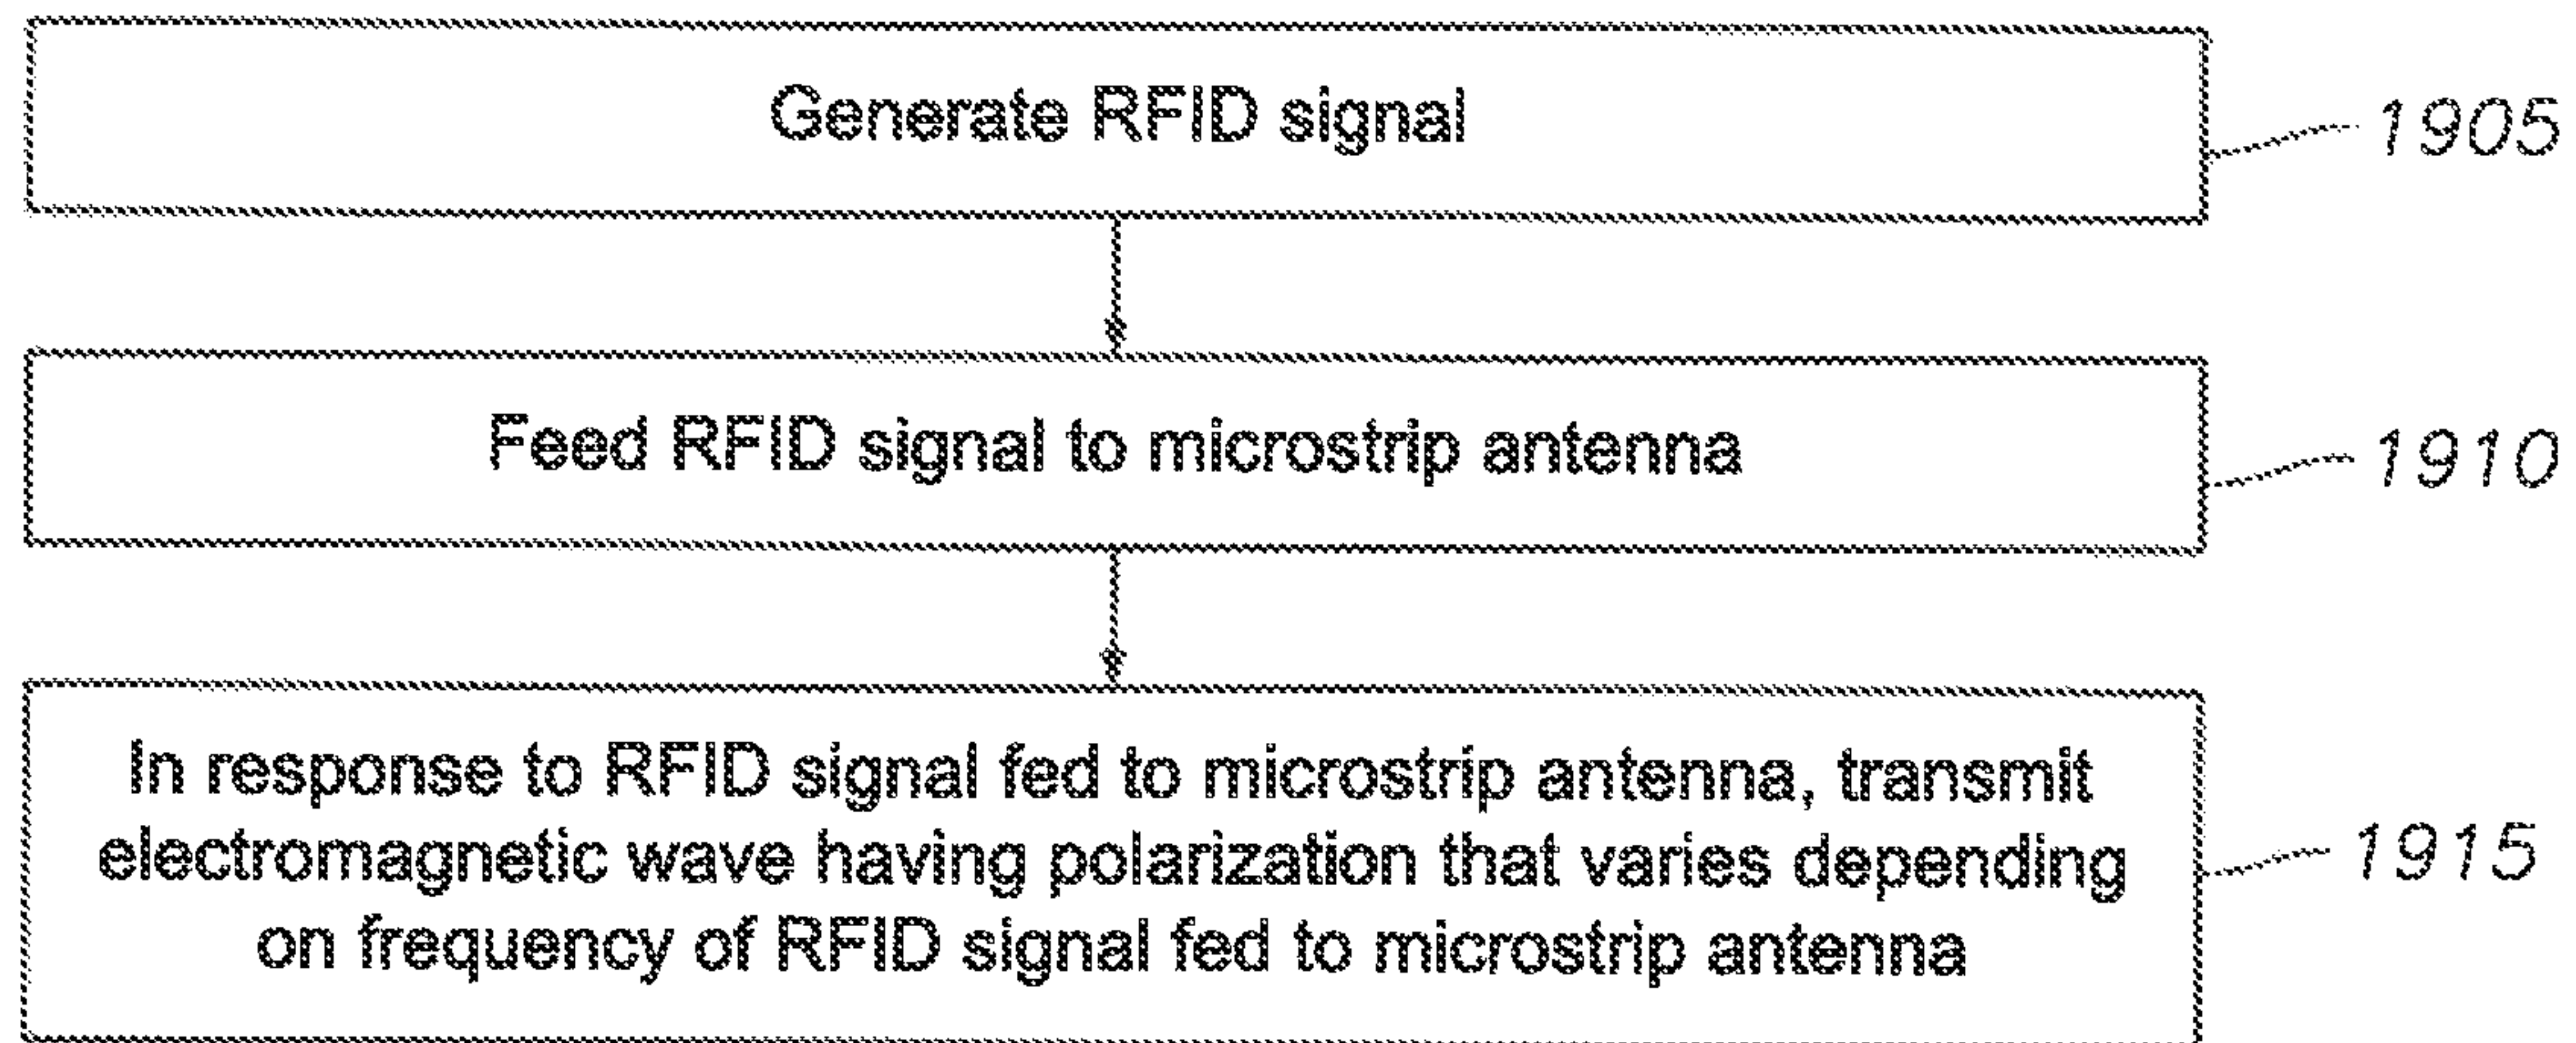 Generate RFID signal
1905
Feed RFID signal to microstrip antenna
1910
In response to RFID signal fed to microstrip antenna, transmit
electromagnetic wave having polarization that varies depending
on frequency of RFID signal fed to microstrip antenna
1915